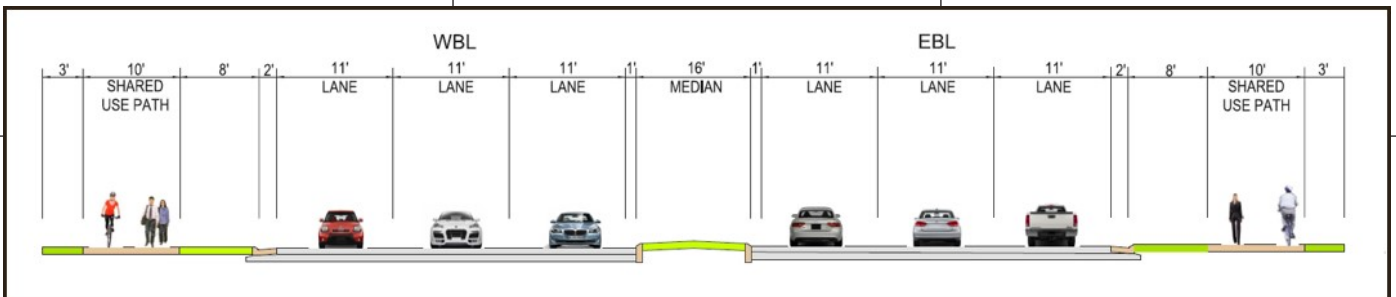 WBL EBL
3' 10' 8' 2' 11' 11' 11' 1' 16' 1' 11' 11' 11' 2' 8' 10' 3'
SHARED LANE LANE LANE MEDIAN LANE LANE LANE SHARED
USE PATH USE PATH